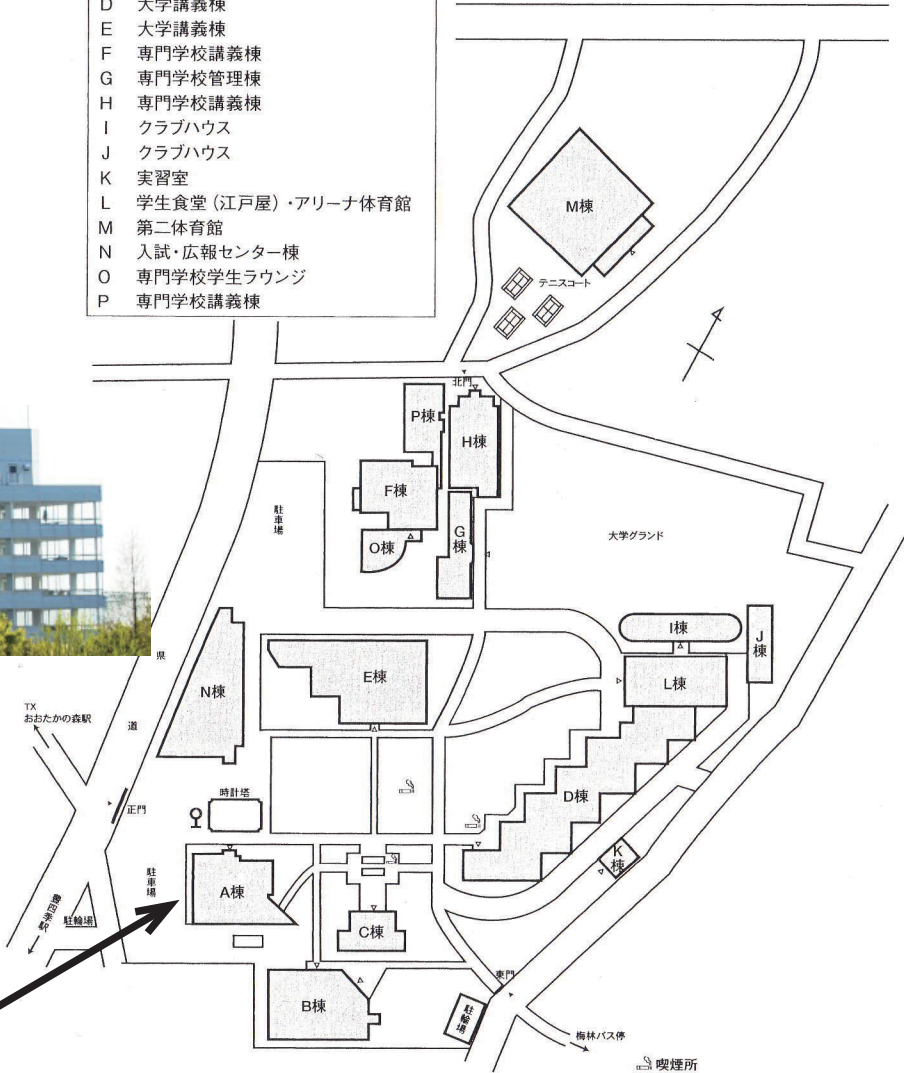 D 大学講義棟
E 大学講義棟
F 専門学校講義棟
G 専門学校管理棟
H 専門学校講義棟
I クラブハウス
J クラブハウス
K 実習室
L 学生食堂（江戸屋）・アリーナ体育館
M 第二体育館
N 入試・広報センター棟
O 専門学校学生ラウンジ
P 専門学校講義棟
M棟
テニスコート
北門
P棟
H棟
F棟
駐車場
G棟
O棟
大学グランド
I棟
J棟
県道
N棟
E棟
L棟
TX
おおたかの森駅
正門
時計塔
D棟
K棟
駐車場
A棟
豊四季駅
駐輪場
C棟
東門
B棟
駐輪場
梅林バス停
喫煙所